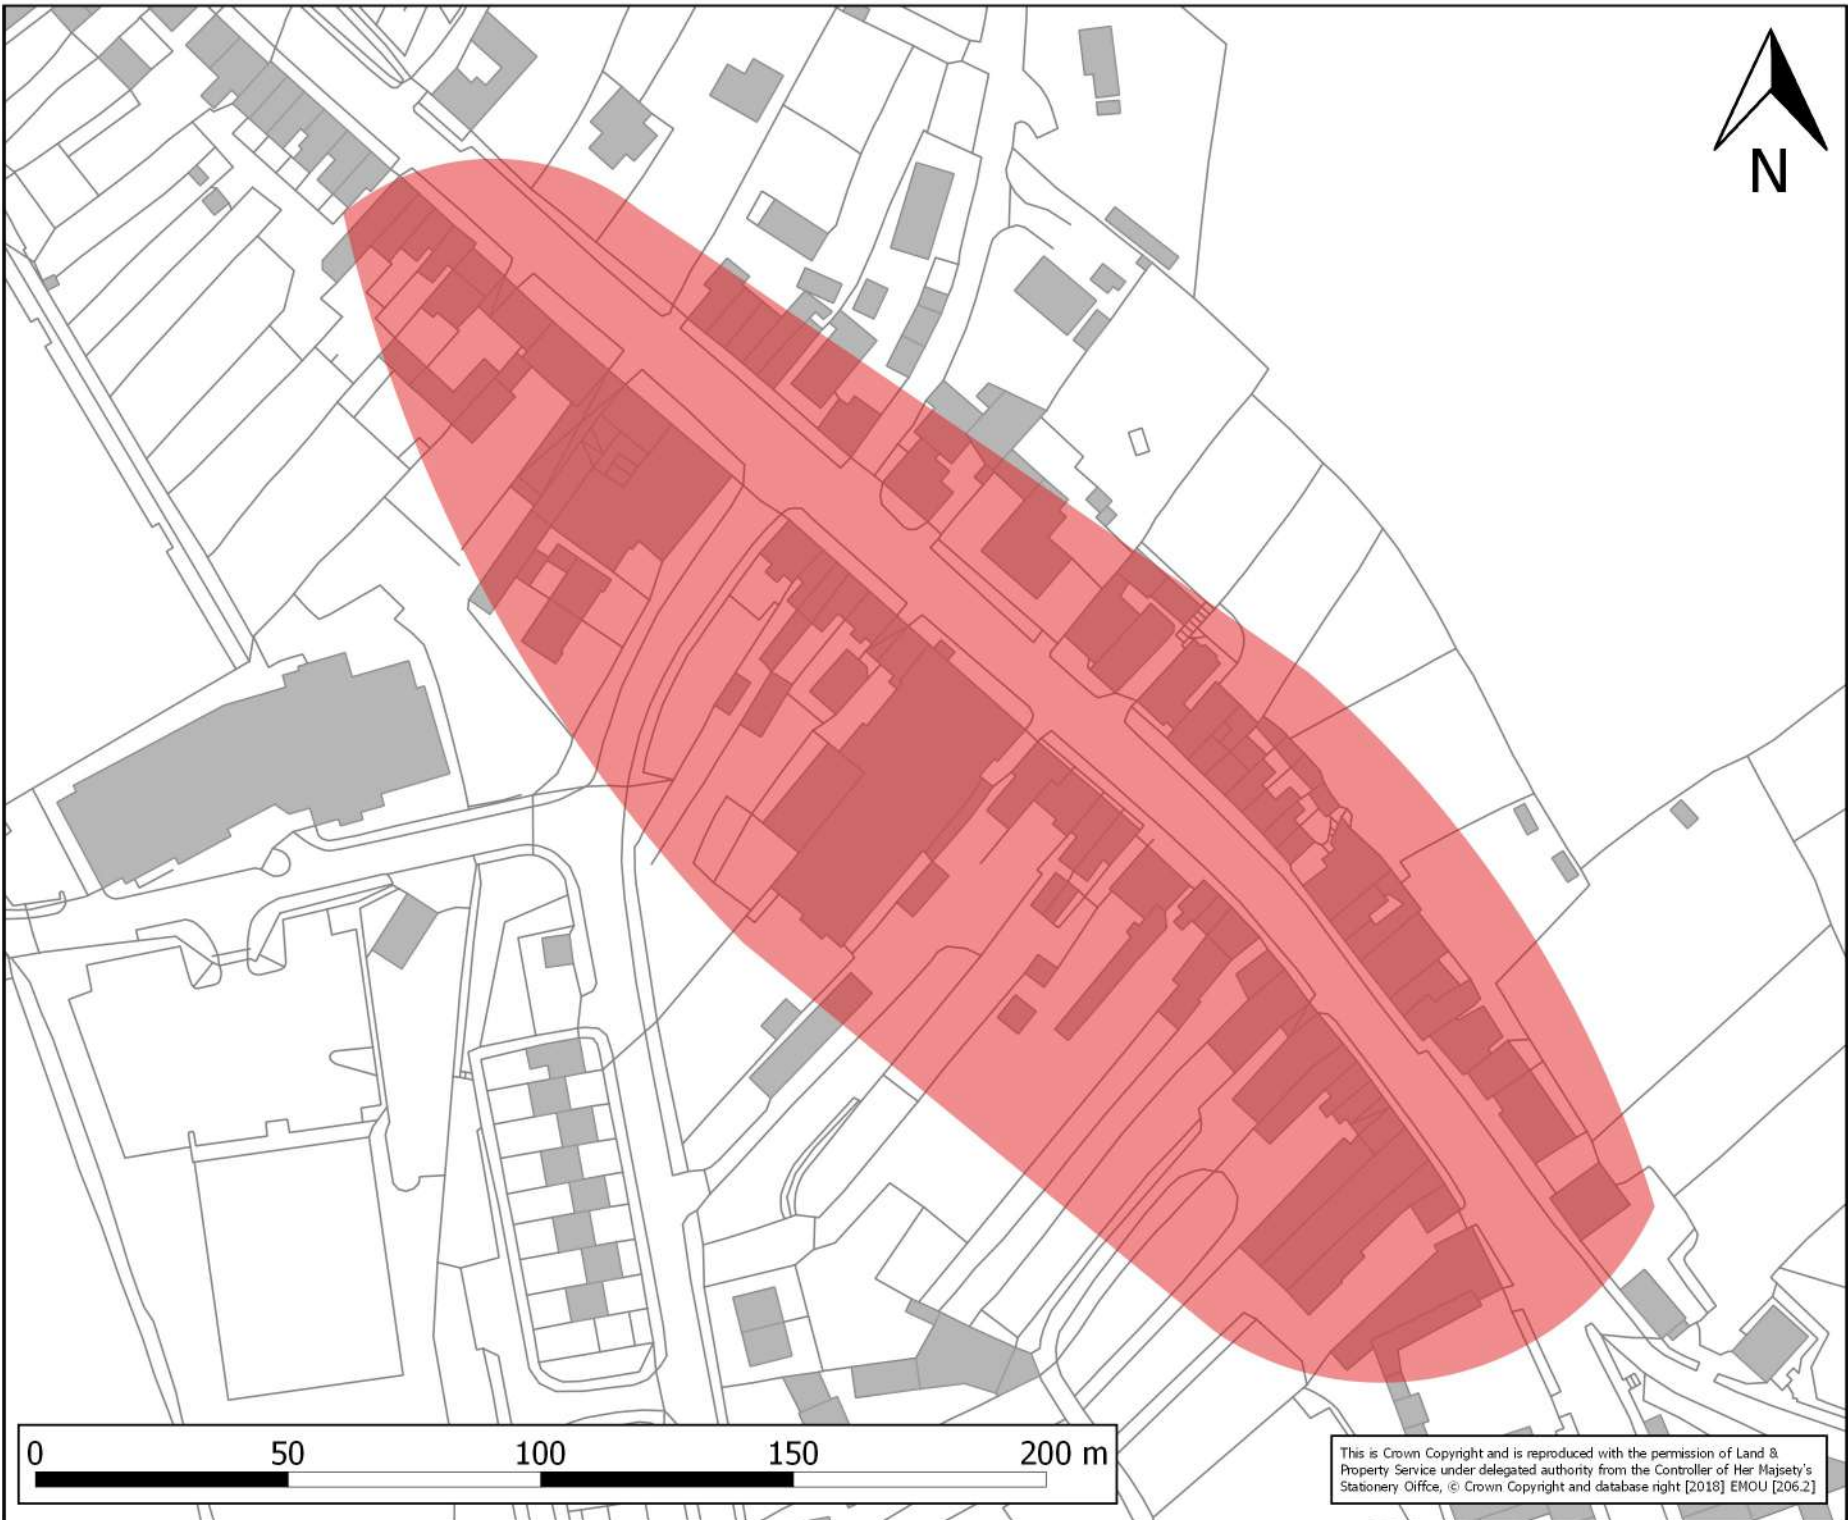 N
0 50 100 150 200 m
This is Crown Copyright and is reproduced with the permission of Land &
Property Service under delegated authority from the Controller of Her Majsety's
Stationery Oiffce, © Crown Copyright and database right [2018] EMOU [206.2]